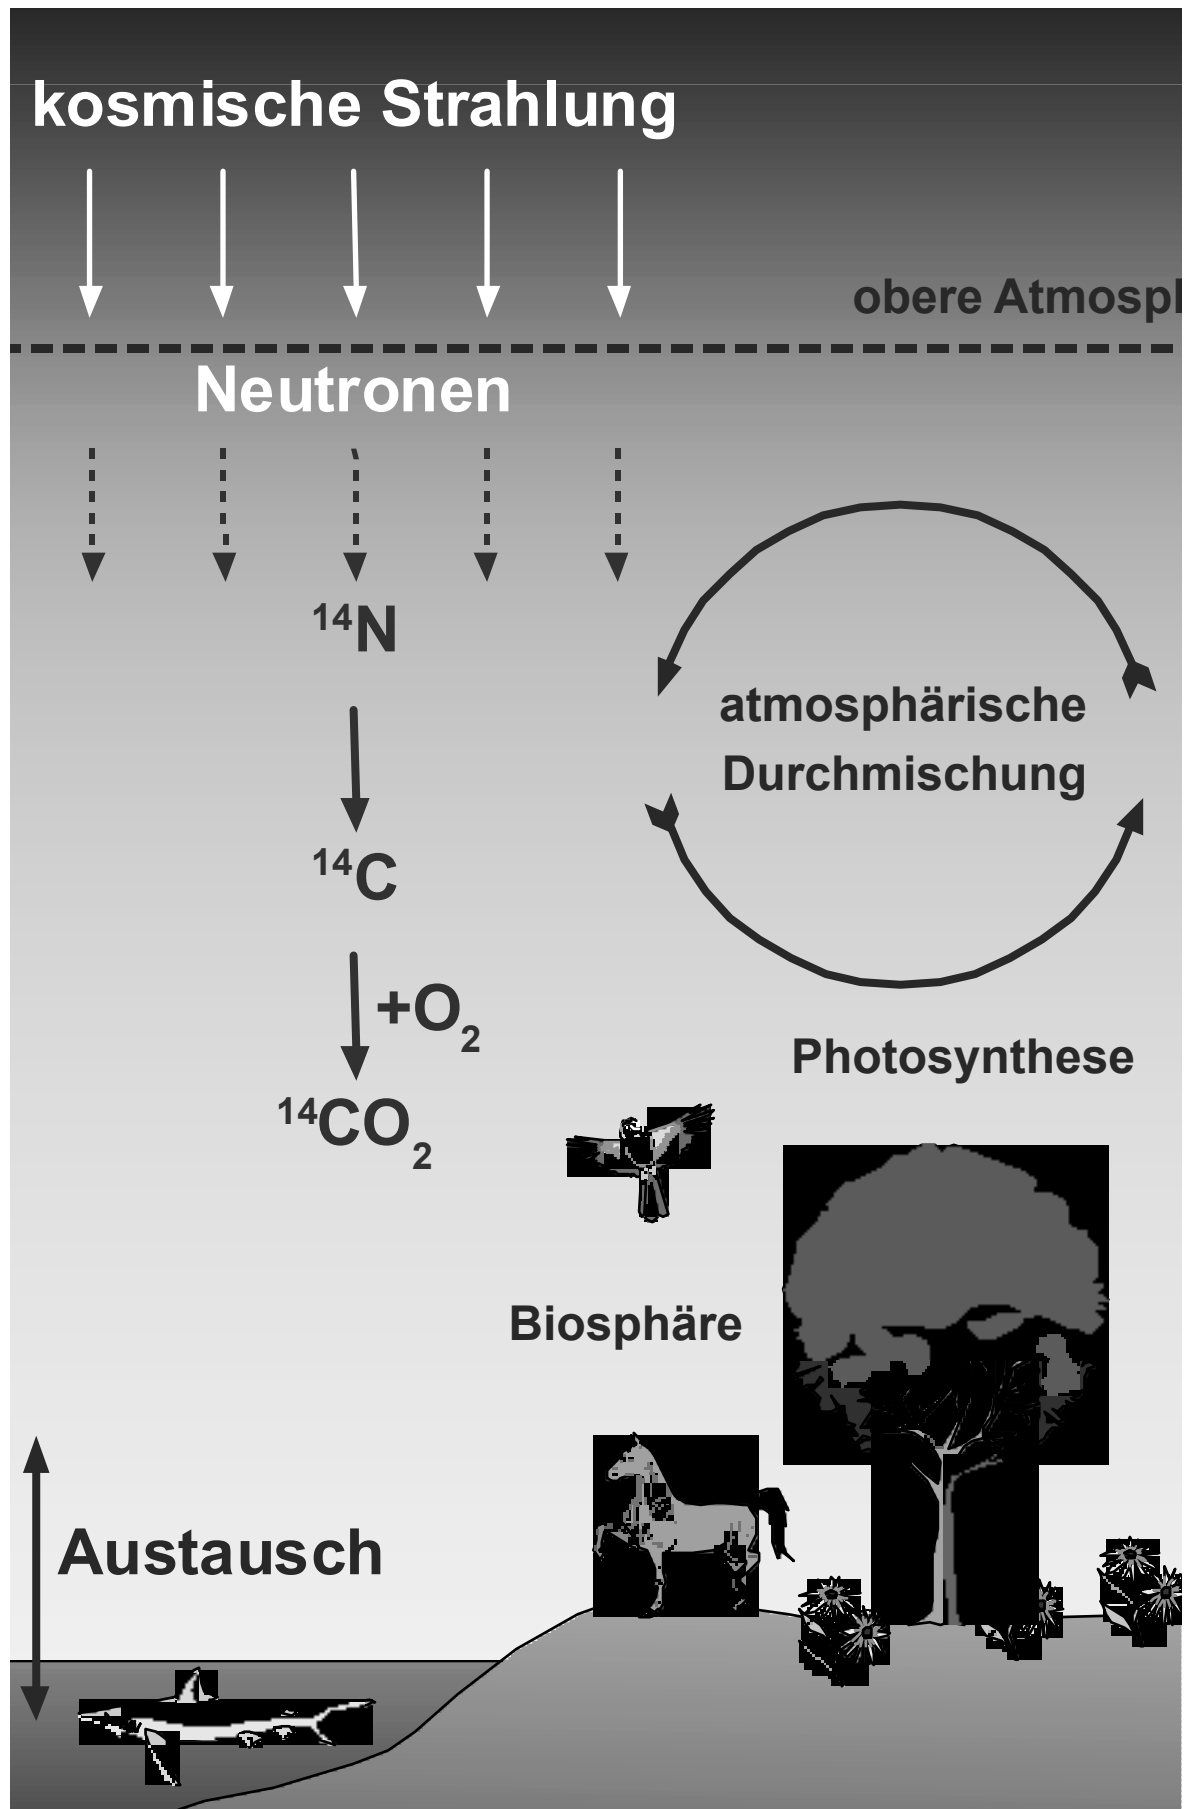 kosmische Strahlung
obere Atmosp
Neutronen
¹⁴N
atmosphärische
Durchmischung
¹⁴C
+O₂
Photosynthese
¹⁴CO₂
Biosphäre
Austausch